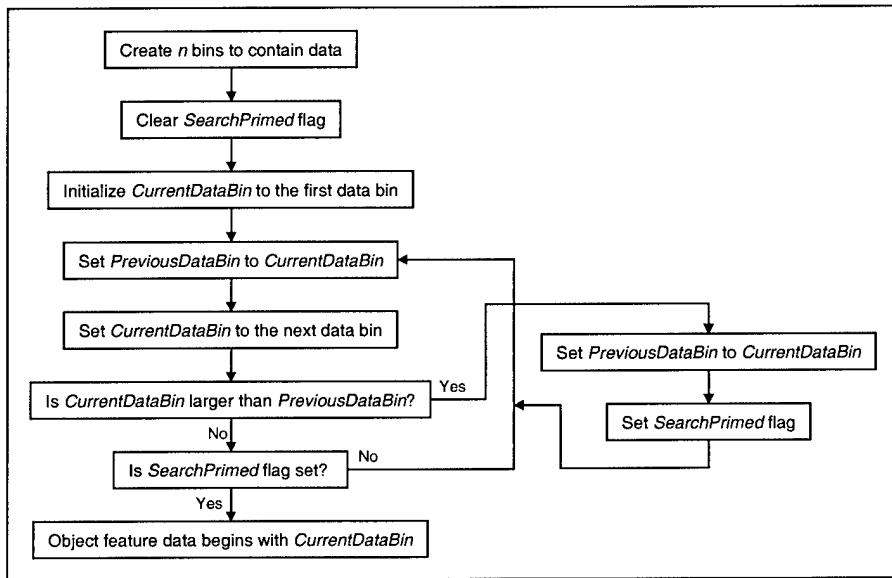 Create n bins to contain data
Clear SearchPrimed flag
Initialize CurrentDataBin to the first data bin
Set PreviousDataBin to CurrentDataBin
Set CurrentDataBin to the next data bin
Is CurrentDataBin larger than PreviousDataBin?
Yes
Set PreviousDataBin to CurrentDataBin
Set SearchPrimed flag
No
Is SearchPrimed flag set?
No
Yes
Object feature data begins with CurrentDataBin